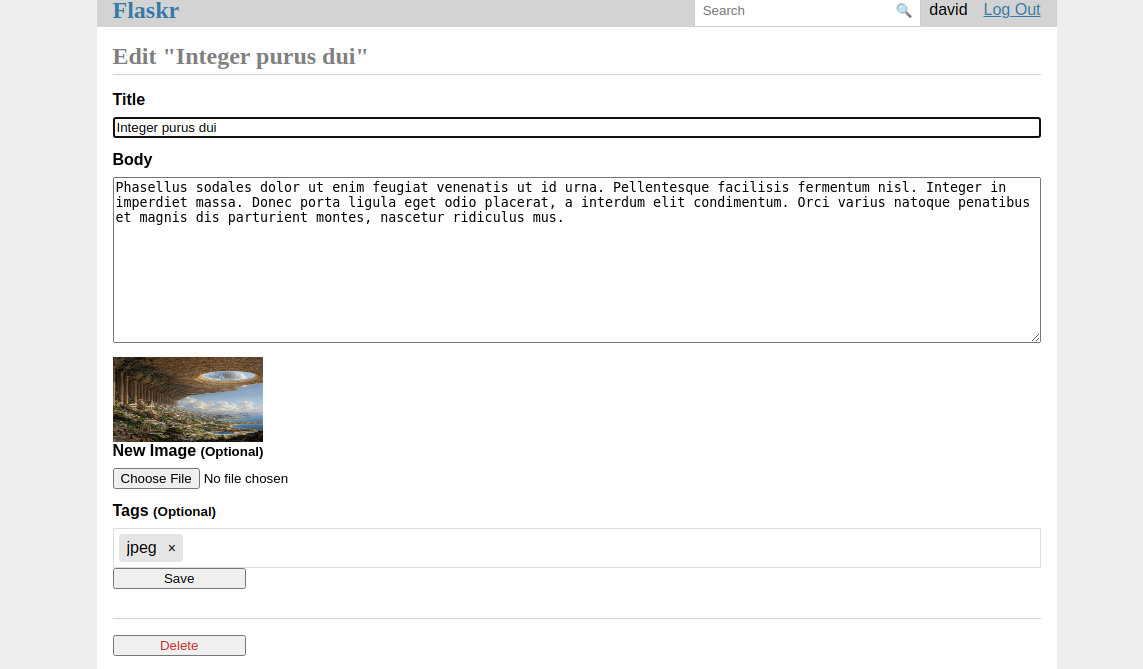 Flaskr
Search
david
Log Out
Edit "Integer purus dui"
Title
Integer purus dui
Body
Phasellus sodales dolor ut enim feugiat venenatis ut id urna. Pellentesque facilisis fermentum nisl. Integer in
imperdiet massa. Donec porta ligula eget odio placerat, a interdum elit condimentum. Orci varius natoque penatibus
et magnis dis parturient montes, nascetur ridiculus mus.
New Image (Optional)
Choose File No file chosen
Tags (Optional)
jpeg ×
Save
Delete